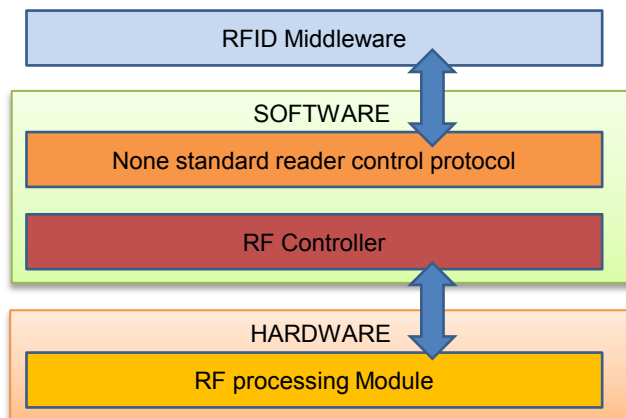 RFID Middleware
SOFTWARE
None standard reader control protocol
RF Controller
HARDWARE
RF processing Module